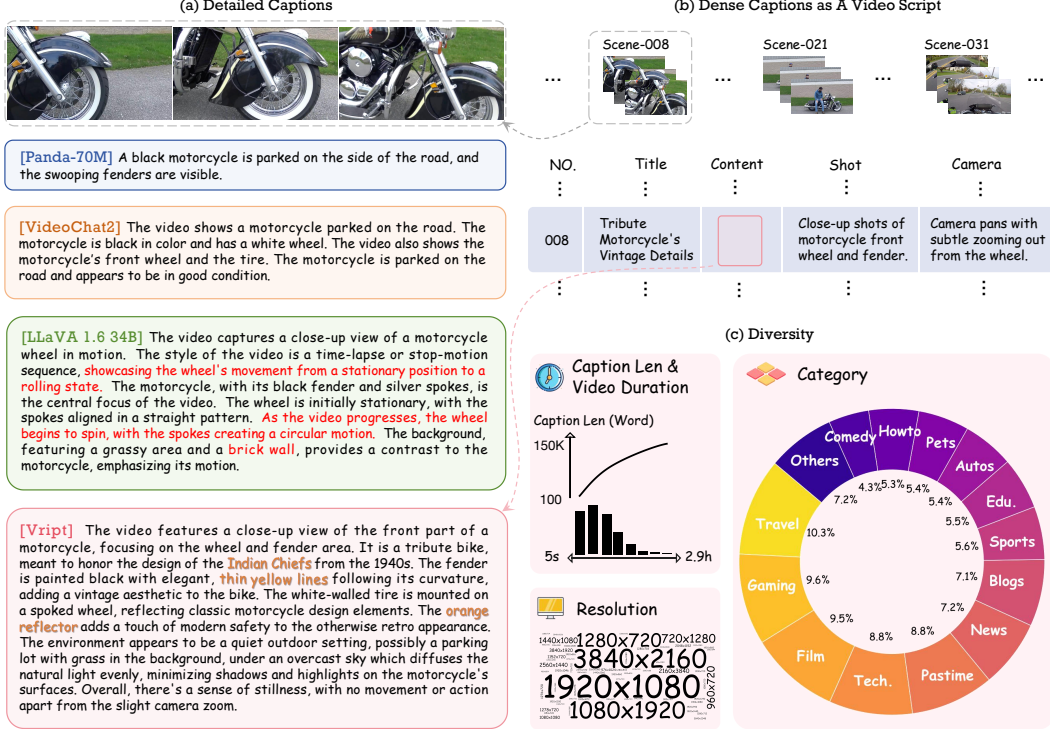 (a) Detailed Captions
[Panda-70M] A black motorcycle is parked on the side of the road, and
the swooping fenders are visible.
[VideoChat2] The video shows a motorcycle parked on the road. The
motorcycle is black in color and has a white wheel. The video also shows the
motorcycle's front wheel and the tire. The motorcycle is parked on the
road and appears to be in good condition.
[LLaVA 1.6 34B] The video captures a close-up view of a motorcycle
wheel in motion. The style of the video is a time-lapse or stop-motion
sequence, showcasing the wheel's movement from a stationary position to a
rolling state. The motorcycle, with its black fender and silver spokes, is
the central focus of the video. The wheel is initially stationary, with the
spokes aligned in a straight pattern. As the video progresses, the wheel
begins to spin, with the spokes creating a circular motion. The background,
featuring a grassy area and a brick wall, provides a contrast to the
motorcycle, emphasizing its motion.
[Vript] The video features a close-up view of the front part of a
motorcycle, focusing on the wheel and fender area. It is a tribute bike,
meant to honor the design of the Indian Chiefs from the 1940s. The fender
is painted black with elegant, thin yellow lines following its curvature,
adding a vintage aesthetic to the bike. The white-walled tire is mounted on
a spoked wheel, reflecting classic motorcycle design elements. The orange
reflector adds a touch of modern safety to the otherwise retro appearance.
The environment appears to be a quiet outdoor setting, possibly a parking
lot with grass in the background, under an overcast sky which diffuses the
natural light evenly, minimizing shadows and highlights on the motorcycle's
surfaces. Overall, there's a sense of stillness, with no movement or action
apart from the slight camera zoom.
(b) Dense Captions as A Video Script
... Scene-008 ... Scene-021 ... Scene-031 ...
NO. Title Content Shot Camera
008
Tribute
Motorcycle's
Vintage Details
Close-up shots of
motorcycle front
wheel and fender.
Camera pans with
subtle zooming out
from the wheel.
(c) Diversity
Caption Len &
Video Duration
Caption Len (Word)
150K
100
5s
2.9h
Resolution
1440x1080
1280x720
720x1280
3840x2160
2560x1440
1920x1080
960x720
1080x1920
Category
Comedy 4.3%
Howto 5.3%
Pets 5.4%
Autos 5.4%
Edu. 5.5%
Sports 5.6%
Blogs 7.1%
News 7.2%
Pastime 8.8%
Tech. 8.8%
Film 9.5%
Gaming 9.6%
Travel 10.3%
Others 7.2%